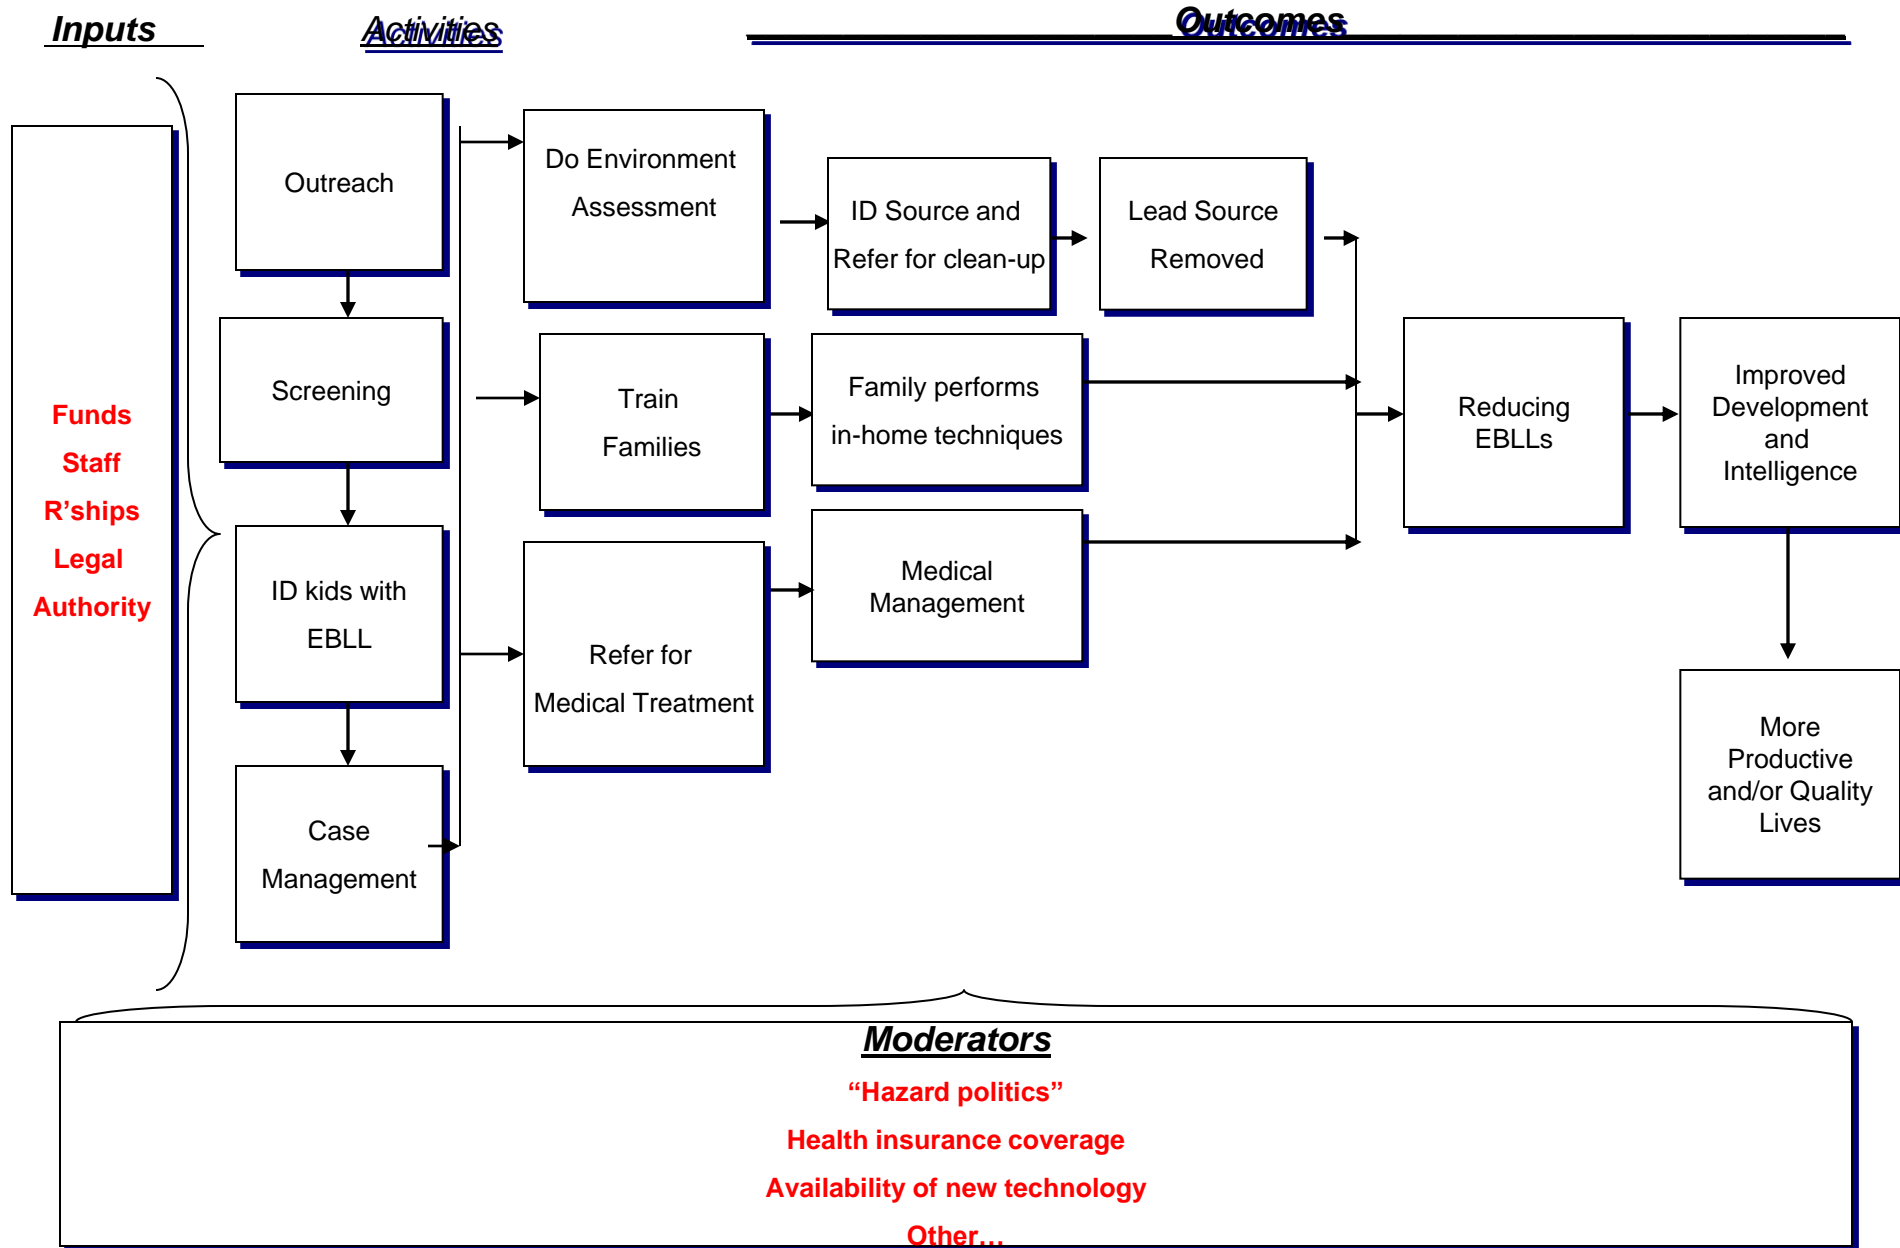 Inputs
Activities
Outcomes
Funds
Staff
R’ships
Legal
Authority
Outreach
Screening
ID kids with
EBLL
Case
Management
Do Environment
Assessment
Train
Families
Refer for
Medical Treatment
ID Source and
Refer for clean-up
Family performs
in-home techniques
Medical
Management
Lead Source
Removed
Reducing
EBLLs
Improved
Development
and
Intelligence
More
Productive
and/or Quality
Lives
Moderators
“Hazard politics”
Health insurance coverage
Availability of new technology
Other…